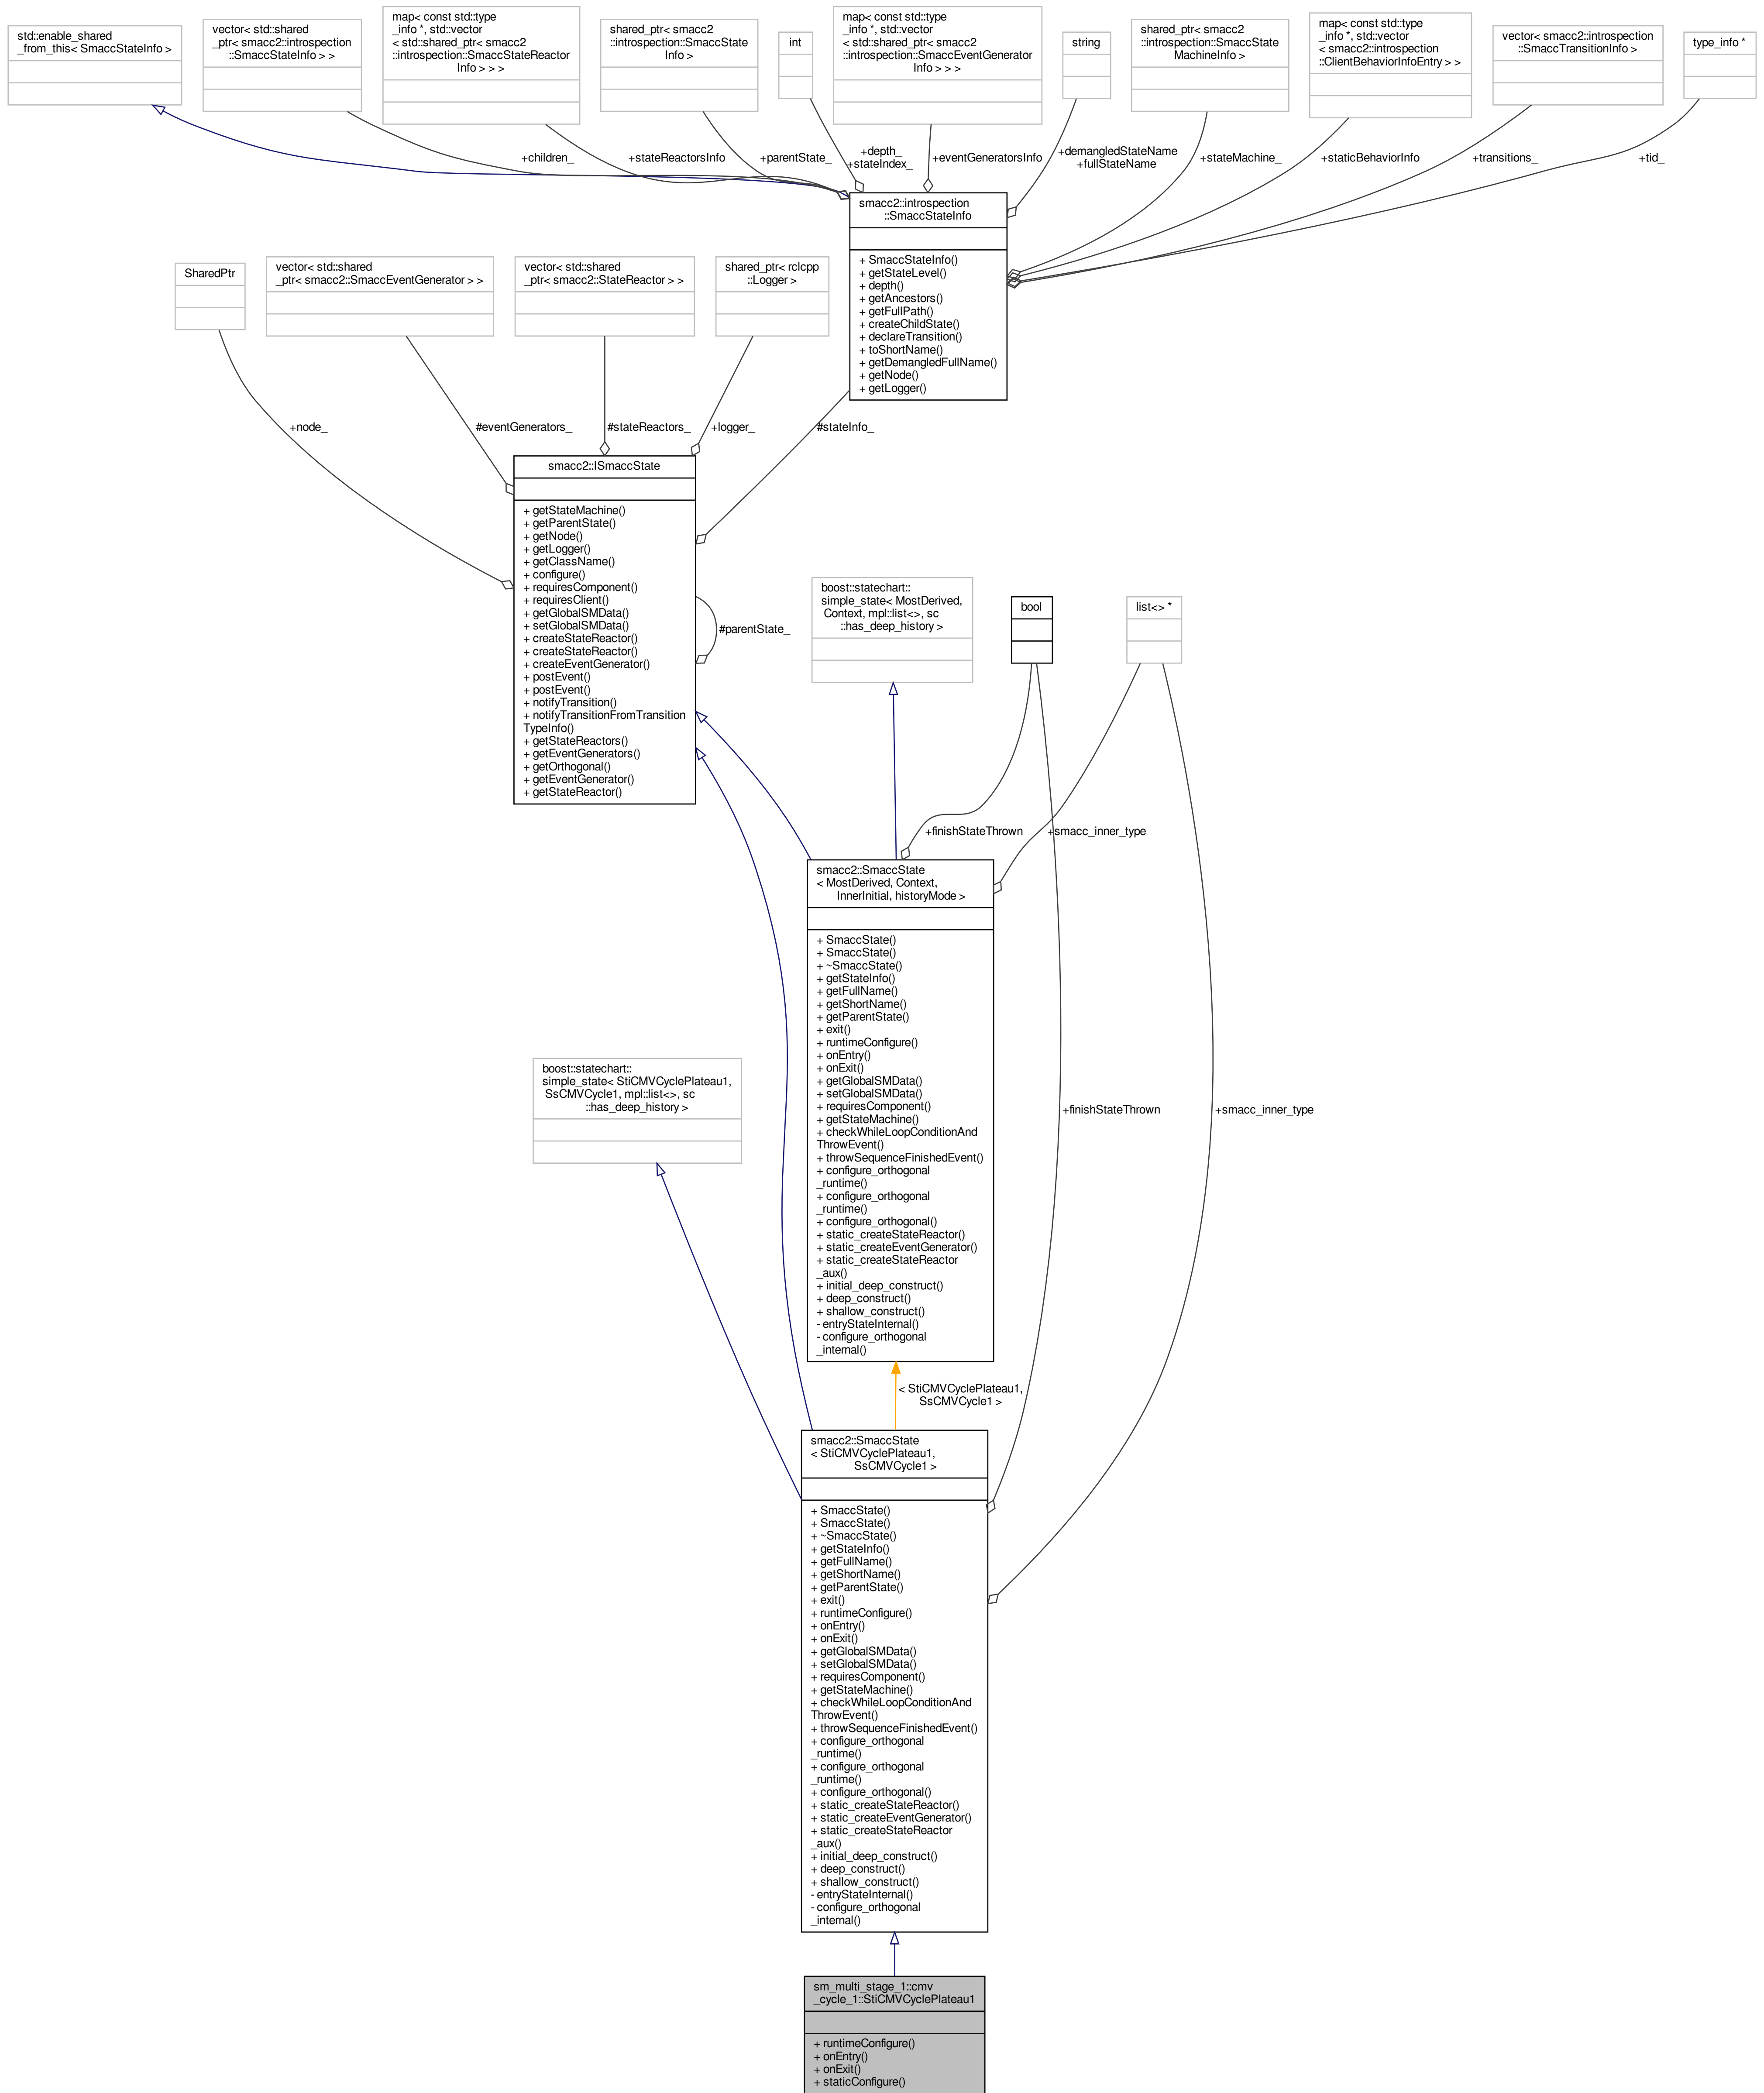 std::enable_shared
_from_this< SmaccStateInfo >
vector< std::shared
_ptr< smacc2::introspection
::SmaccStateInfo > >
map< const std::type
_info *, std::vector
< std::shared_ptr< smacc2
::introspection::SmaccStateReactor
Info > > >
shared_ptr< smacc2
::introspection::SmaccState
Info >
int
map< const std::type
_info *, std::vector
< std::shared_ptr< smacc2
::introspection::SmaccEventGenerator
Info > > >
string
shared_ptr< smacc2
::introspection::SmaccState
MachineInfo >
map< const std::type
_info *, std::vector
< smacc2::introspection
::ClientBehaviorInfoEntry > >
vector< smacc2::introspection
::SmaccTransitionInfo >
type_info *
+children_
+stateReactorsInfo
+parentState_
+depth_
+stateIndex_
+eventGeneratorsInfo
+demangledStateName
+fullStateName
+stateMachine_
+staticBehaviorInfo
+transitions_
+tid_
smacc2::introspection
::SmaccStateInfo
+ SmaccStateInfo()
+ getStateLevel()
+ depth()
+ getAncestors()
+ getFullPath()
+ createChildState()
+ declareTransition()
+ toShortName()
+ getDemangledFullName()
+ getNode()
+ getLogger()
SharedPtr
vector< std::shared
_ptr< smacc2::SmaccEventGenerator > >
vector< std::shared
_ptr< smacc2::StateReactor > >
shared_ptr< rclcpp
::Logger >
+node_
#eventGenerators_
#stateReactors_
+logger_
#stateInfo_
smacc2::ISmaccState
+ getStateMachine()
+ getParentState()
+ getNode()
+ getLogger()
+ getClassName()
+ configure()
+ requiresComponent()
+ requiresClient()
+ getGlobalSMData()
+ setGlobalSMData()
+ createStateReactor()
+ createStateReactor()
+ createEventGenerator()
+ postEvent()
+ postEvent()
+ notifyTransition()
+ notifyTransitionFromTransition
TypeInfo()
+ getStateReactors()
+ getEventGenerators()
+ getOrthogonal()
+ getEventGenerator()
+ getStateReactor()
#parentState_
boost::statechart::
simple_state< MostDerived,
Context, mpl::list<>, sc
::has_deep_history >
bool
list<> *
+finishStateThrown
+smacc_inner_type
smacc2::SmaccState
< MostDerived, Context,
InnerInitial, historyMode >
+ SmaccState()
+ SmaccState()
+ ~SmaccState()
+ getStateInfo()
+ getFullName()
+ getShortName()
+ getParentState()
+ exit()
+ runtimeConfigure()
+ onEntry()
+ onExit()
+ getGlobalSMData()
+ setGlobalSMData()
+ requiresComponent()
+ getStateMachine()
+ checkWhileLoopConditionAnd
ThrowEvent()
+ throwSequenceFinishedEvent()
+ configure_orthogonal
_runtime()
+ configure_orthogonal
_runtime()
+ configure_orthogonal()
+ static_createStateReactor()
+ static_createEventGenerator()
+ static_createStateReactor
_aux()
+ initial_deep_construct()
+ deep_construct()
+ shallow_construct()
- entryStateInternal()
- configure_orthogonal
_internal()
boost::statechart::
simple_state< StiCMVCyclePlateau1,
SsCMVCycle1, mpl::list<>, sc
::has_deep_history >
+finishStateThrown
+smacc_inner_type
< StiCMVCyclePlateau1,
SsCMVCycle1 >
smacc2::SmaccState
< StiCMVCyclePlateau1,
SsCMVCycle1 >
+ SmaccState()
+ SmaccState()
+ ~SmaccState()
+ getStateInfo()
+ getFullName()
+ getShortName()
+ getParentState()
+ exit()
+ runtimeConfigure()
+ onEntry()
+ onExit()
+ getGlobalSMData()
+ setGlobalSMData()
+ requiresComponent()
+ getStateMachine()
+ checkWhileLoopConditionAnd
ThrowEvent()
+ throwSequenceFinishedEvent()
+ configure_orthogonal
_runtime()
+ configure_orthogonal
_runtime()
+ configure_orthogonal()
+ static_createStateReactor()
+ static_createEventGenerator()
+ static_createStateReactor
_aux()
+ initial_deep_construct()
+ deep_construct()
+ shallow_construct()
- entryStateInternal()
- configure_orthogonal
_internal()
sm_multi_stage_1::cmv
_cycle_1::StiCMVCyclePlateau1
+ runtimeConfigure()
+ onEntry()
+ onExit()
+ staticConfigure()